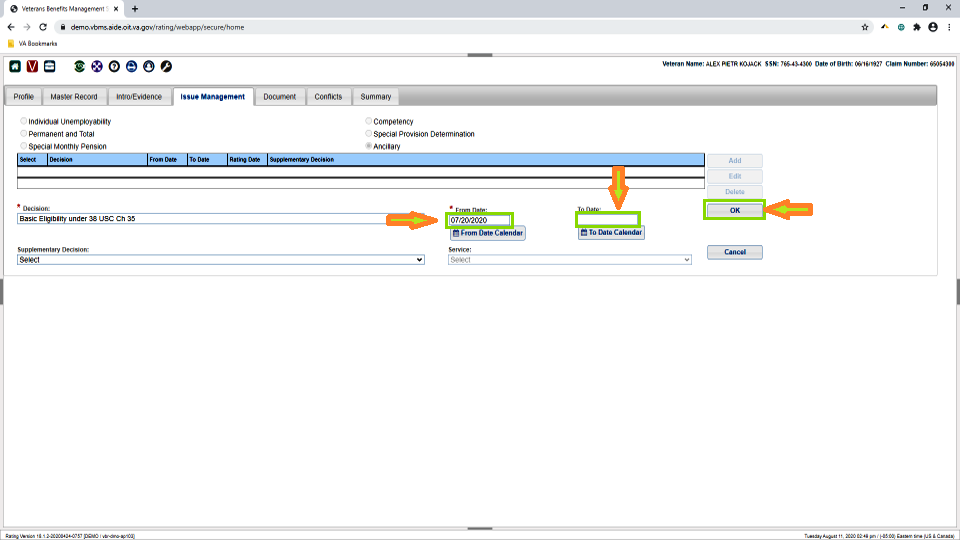 Veterans Benefits Management S
demo.vbms.aide.oit.va.gov/rating/webapp/secure/home
VA Bookmarks
Veteran Name: ALEX PIETR KOJACK SSN: 765-43-4300 Date of Birth: 06/16/1927 Claim Number: 65054300
Profile Master Record Intro/Evidence Issue Management Document Conflicts Summary
Individual Unemployability Competency
Permanent and Total Special Provision Determination
Special Monthly Pension Ancillary
Select Decision From Date To Date Rating Date Supplementary Decision
Add
Edit
Delete
* Decision: * From Date: To Date:
OK
Basic Eligibility under 38 USC Ch 35 07/20/2020
From Date Calendar To Date Calendar
Supplementary Decision: Service:
Cancel
Select Select
Rating Version 19.1.2-20200424-0757 [DEMO / vbr-dmo-ap103] Tuesday August 11, 2020 02:49 pm / (-05:00) Eastern time (US & Canada)